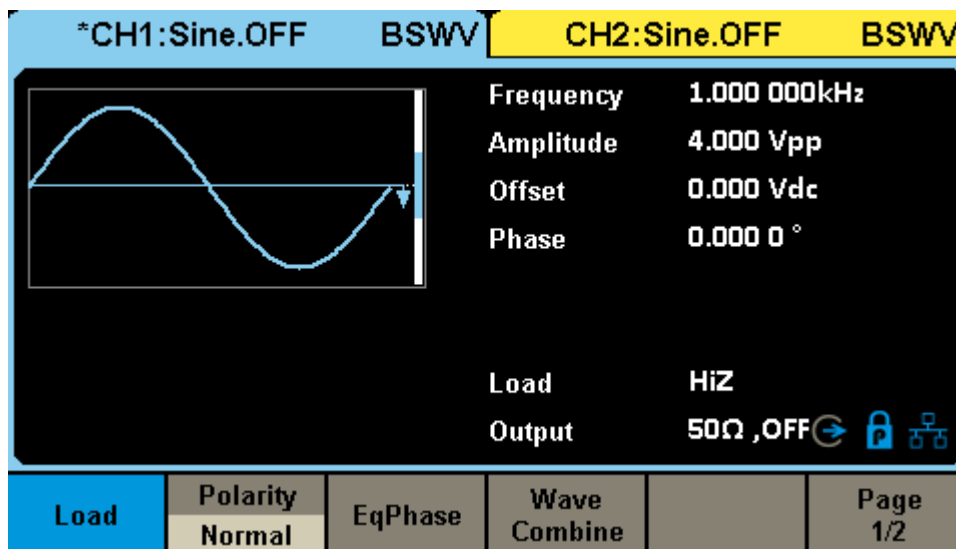 *CH1:Sine.OFF BSWV CH2:Sine.OFF BSWV
Frequency 1.000 000kHz
Amplitude 4.000 Vpp
Offset 0.000 Vdc
Phase 0.000 0 °
Load HiZ
Output 50Ω ,OFF
P
Load
Polarity
Normal
EqPhase
Wave
Combine
Page
1/2